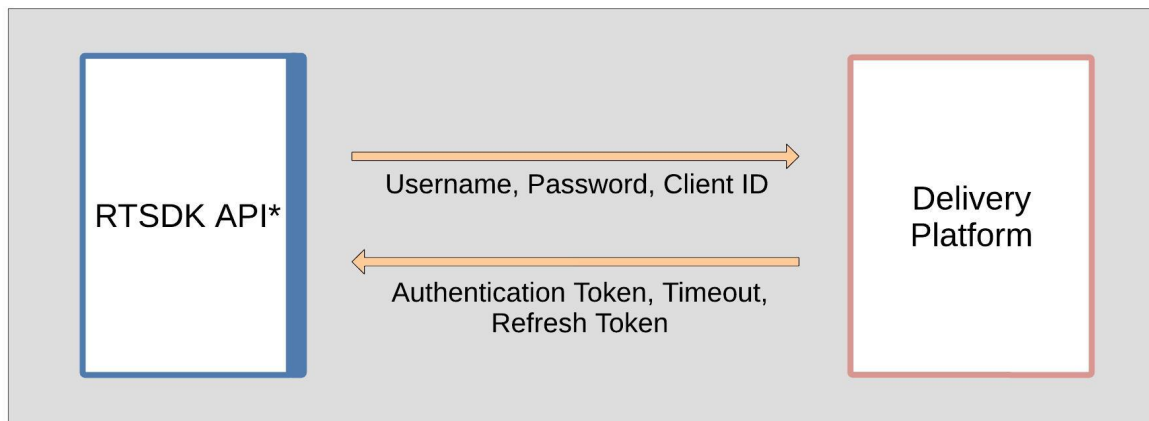 RTSDK API*
Username, Password, Client ID
Authentication Token, Timeout,
Refresh Token
Delivery
Platform